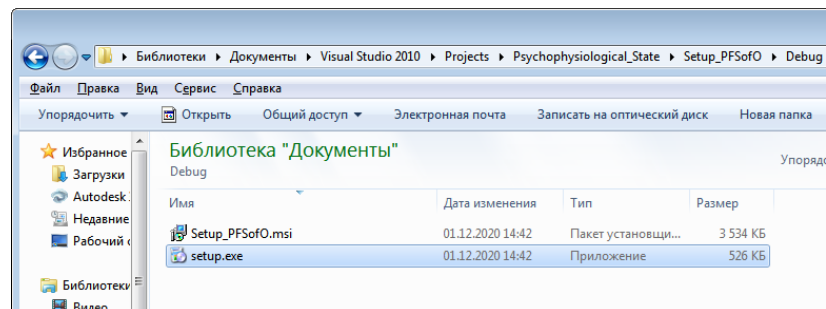 Библиотеки ▸ Документы ▸ Visual Studio 2010 ▸ Projects ▸ Psychophysiological_State ▸ Setup_PFSofO ▸ Debug
Файл Правка Вид Сервис Справка
Упорядочить Открыть Общий доступ Электронная почта Записать на оптический диск Новая папка
Избранное
Загрузки
Autodesk
Недавние
Рабочий
Библиотеки
Видео
Библиотека "Документы"
Debug
Имя Дата изменения Тип Размер
Setup_PFSofO.msi 01.12.2020 14:42 Пакет установщи... 3 534 КБ
setup.exe 01.12.2020 14:42 Приложение 526 КБ